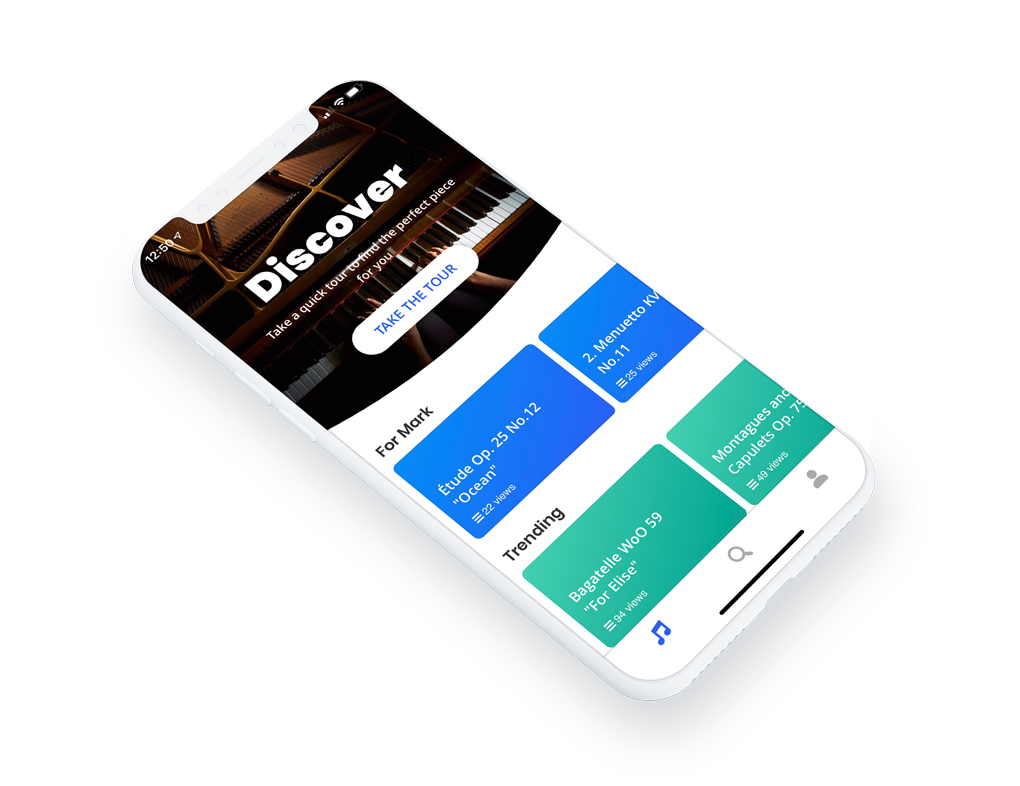 12:50
Discover
Take a quick tour to find the perfect piece
for you
TAKE THE TOUR
For Mark
Étude Op. 25 No.12
"Ocean"
22 views
2. Menuetto KV
No.11
25 views
Trending
Bagatelle WoO 59
"For Elise"
94 views
Montagues and
Capulets Op. 75
49 views